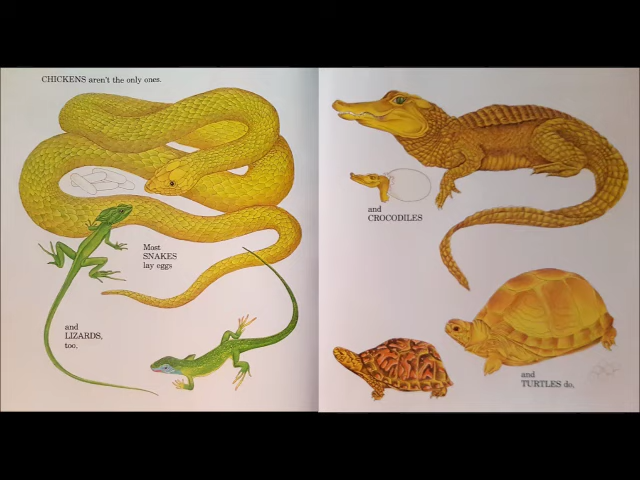 CHICKENS aren't the only ones.
Most
SNAKES
lay eggs
and
LIZARDS,
too,
and
CROCODILES
and
TURTLES do,